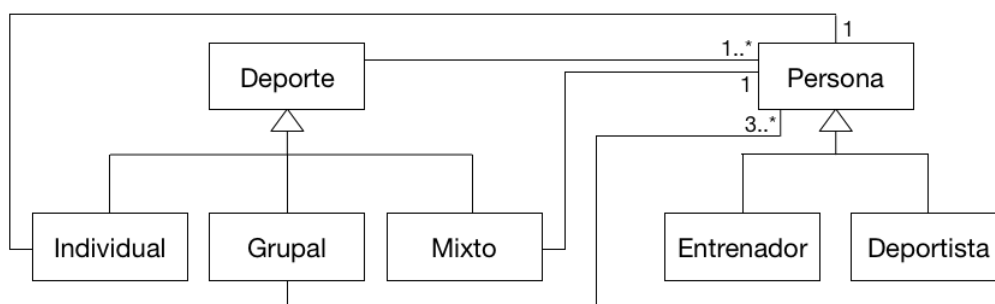 1
1..*
Deporte
Persona
1
3..*
Individual
Grupal
Mixto
Entrenador
Deportista